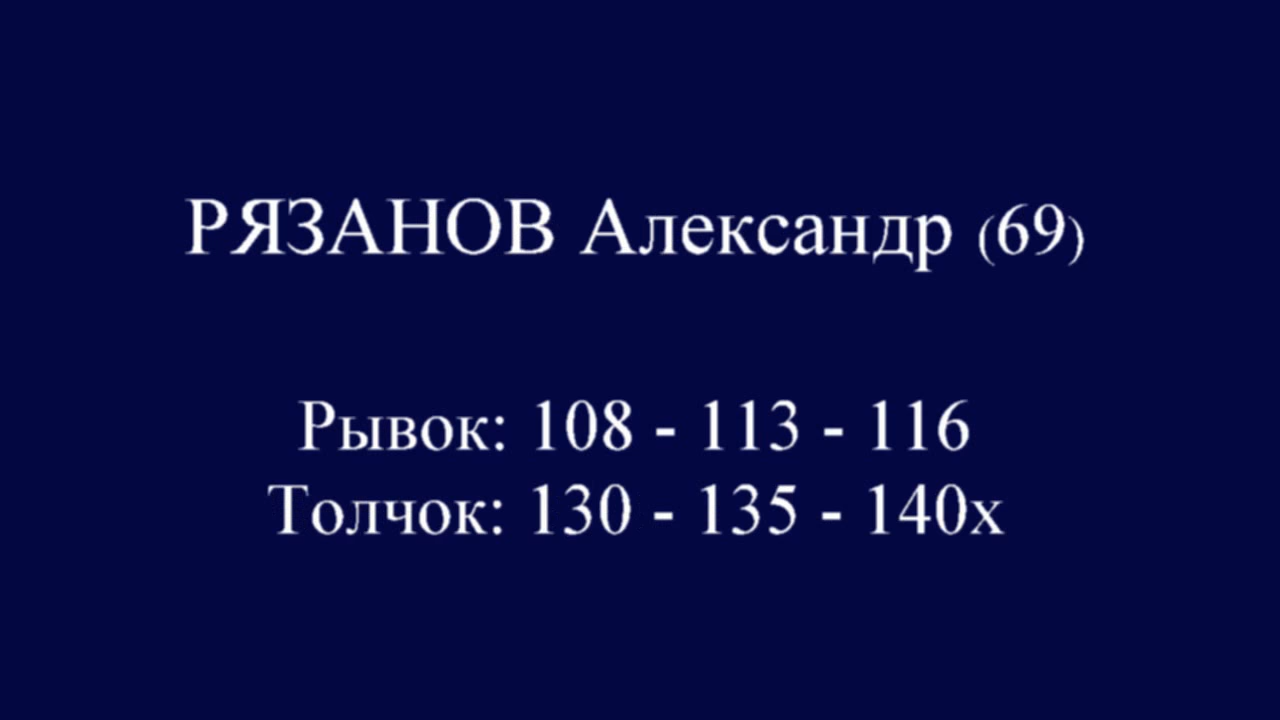 РЯЗАНОВ Александр (69)
Рывок: 108 - 113 - 116
Толчок: 130 - 135 - 140х